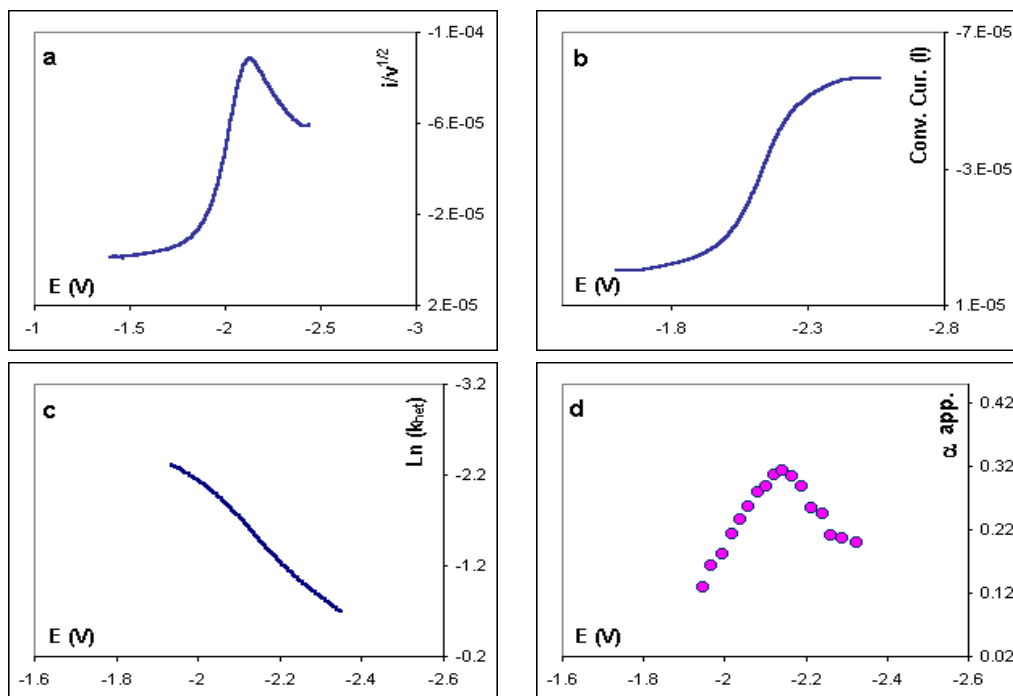 a
i/v1/2
-1.E-04
-6.E-05
-2.E-05
2.E-05
E (V)
-1
-1.5
-2
-2.5
-3
b
Conv. Cur. (I)
-7.E-05
-3.E-05
1.E-05
E (V)
-1.8
-2.3
-2.8
c
Ln (khet)
-3.2
-2.2
-1.2
-0.2
E (V)
-1.6
-1.8
-2
-2.2
-2.4
-2.6
d
α app.
0.42
0.32
0.22
0.12
0.02
E (V)
-1.6
-1.8
-2
-2.2
-2.4
-2.6